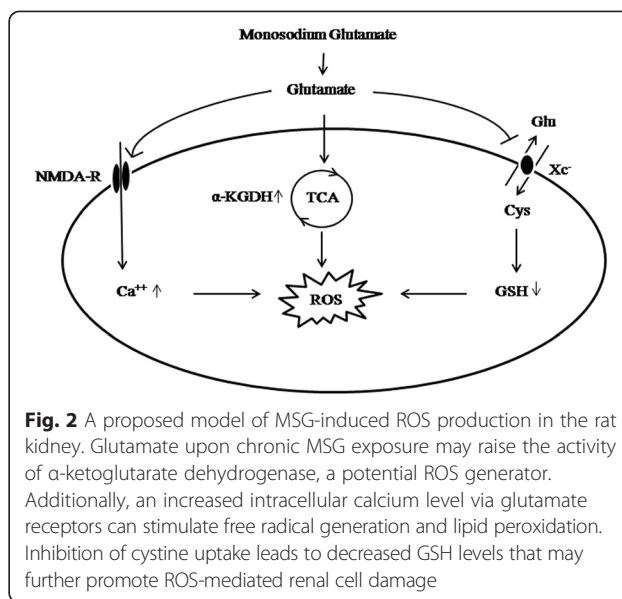 Monosodium Glutamate
Glutamate
Glu
NMDA-R
Xc⁻
α-KGDH↑
TCA
Cys
Ca⁺⁺ ↑
ROS
GSH ↓
Fig. 2 A proposed model of MSG-induced ROS production in the rat
kidney. Glutamate upon chronic MSG exposure may raise the activity
of α-ketoglutarate dehydrogenase, a potential ROS generator.
Additionally, an increased intracellular calcium level via glutamate
receptors can stimulate free radical generation and lipid peroxidation.
Inhibition of cystine uptake leads to decreased GSH levels that may
further promote ROS-mediated renal cell damage